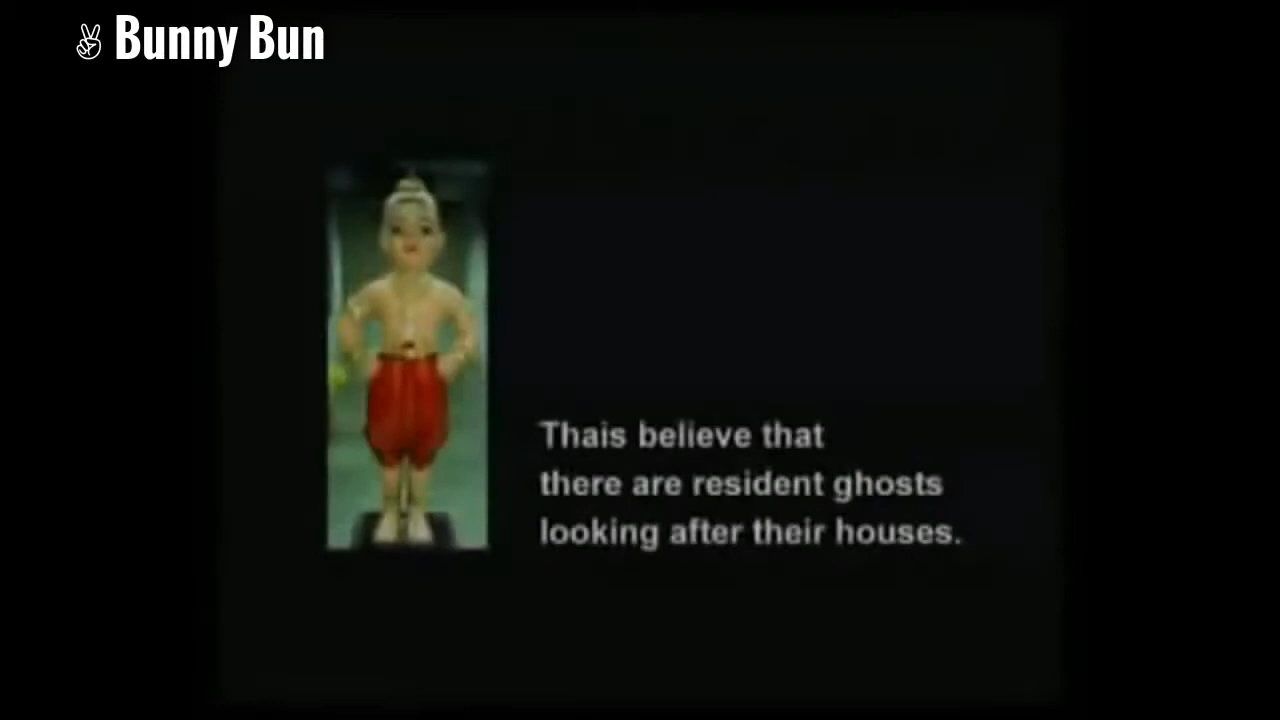 ✌ Bunny Bun
Thais believe that
there are resident ghosts
looking after their houses.